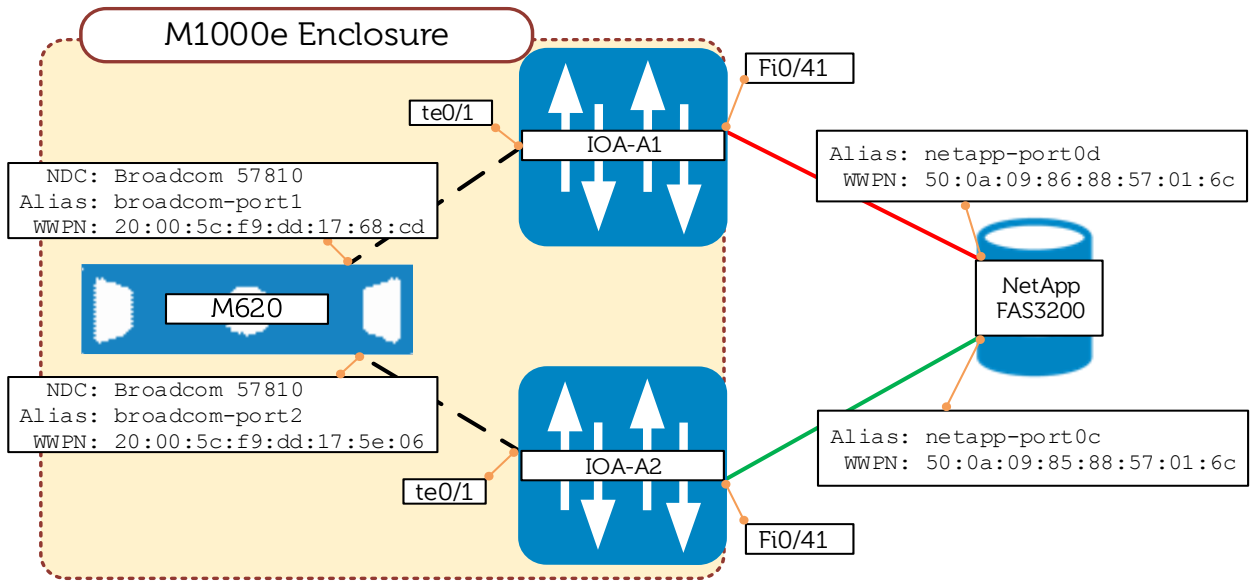 M1000e Enclosure
Fi0/41
te0/1
IOA-A1
Alias: netapp-port0d
WWPN: 50:0a:09:86:88:57:01:6c
NDC: Broadcom 57810
Alias: broadcom-port1
WWPN: 20:00:5c:f9:dd:17:68:cd
M620
NetApp
FAS3200
NDC: Broadcom 57810
Alias: broadcom-port2
WWPN: 20:00:5c:f9:dd:17:5e:06
Alias: netapp-port0c
WWPN: 50:0a:09:85:88:57:01:6c
IOA-A2
te0/1
Fi0/41